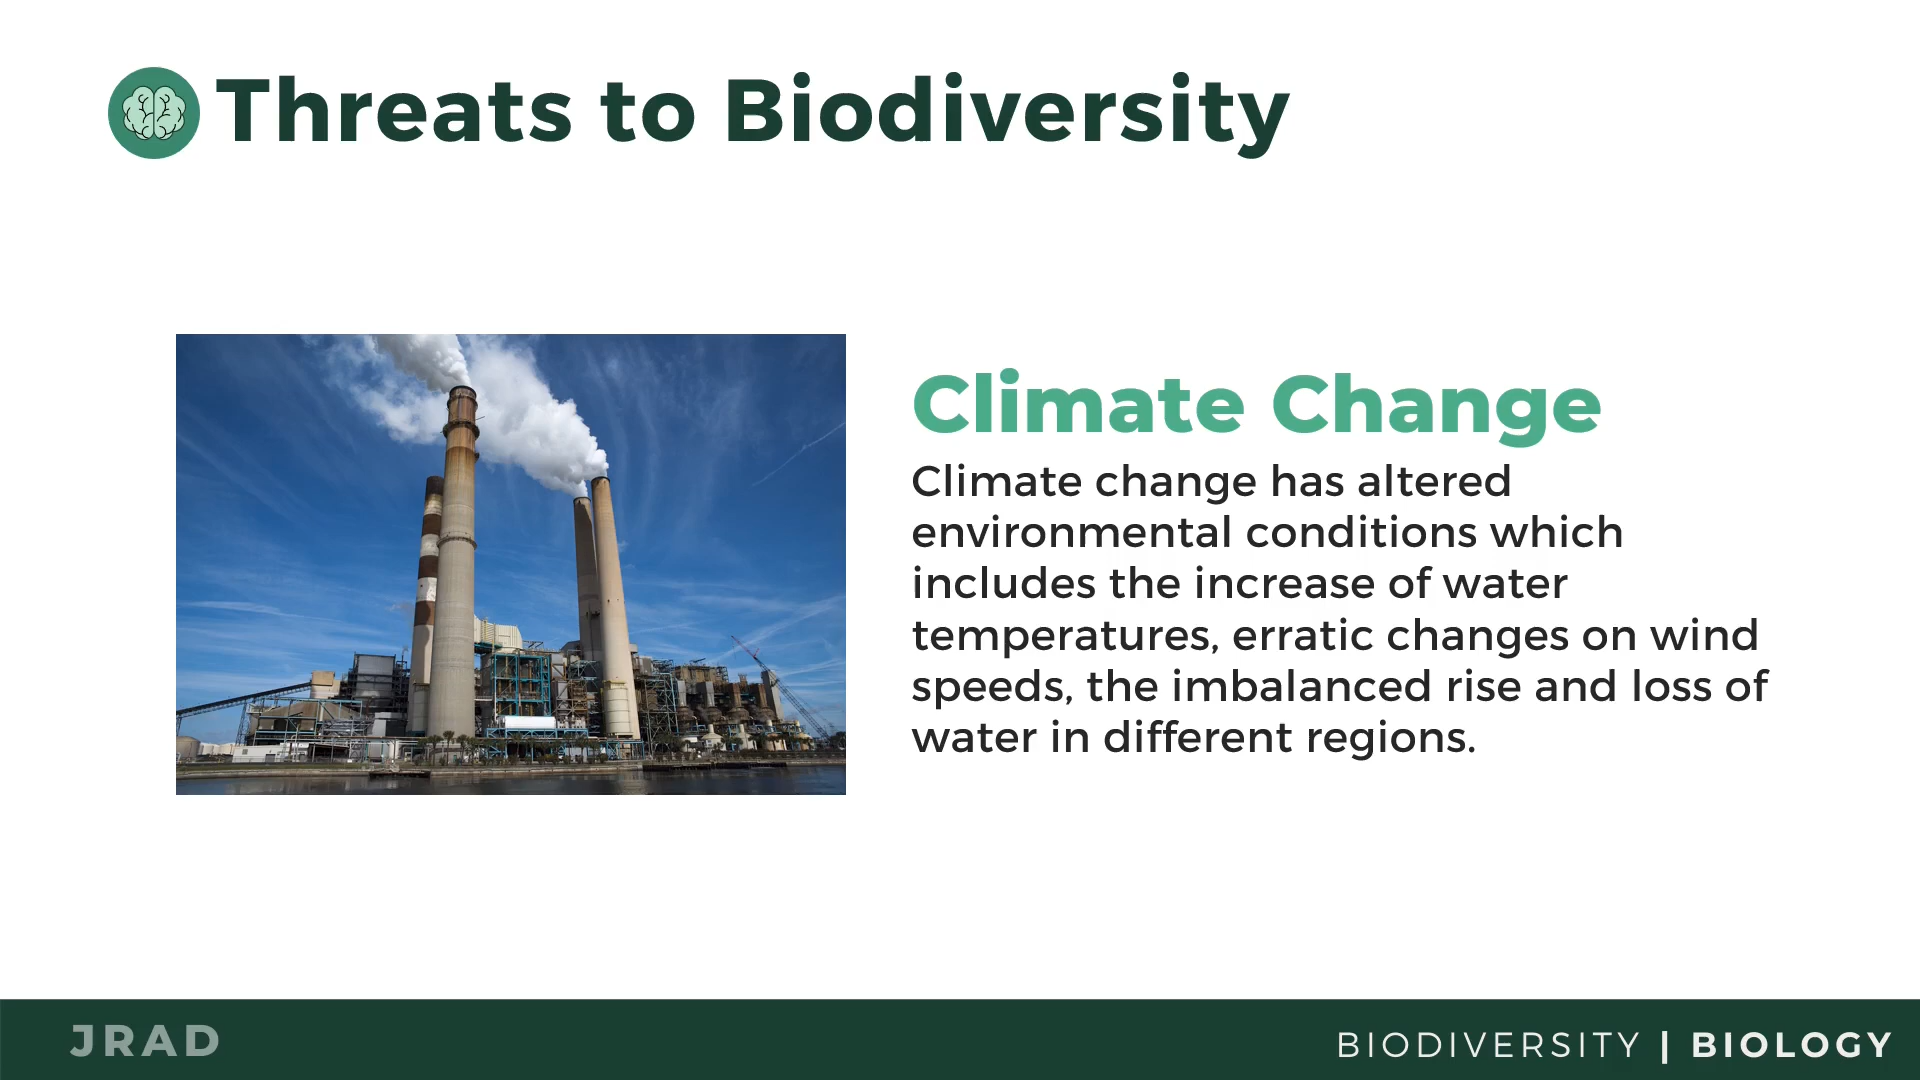 Threats to Biodiversity
Climate Change
Climate change has altered
environmental conditions which
includes the increase of water
temperatures, erratic changes on wind
speeds, the imbalanced rise and loss of
water in different regions.
JRAD
BIODIVERSITY | BIOLOGY